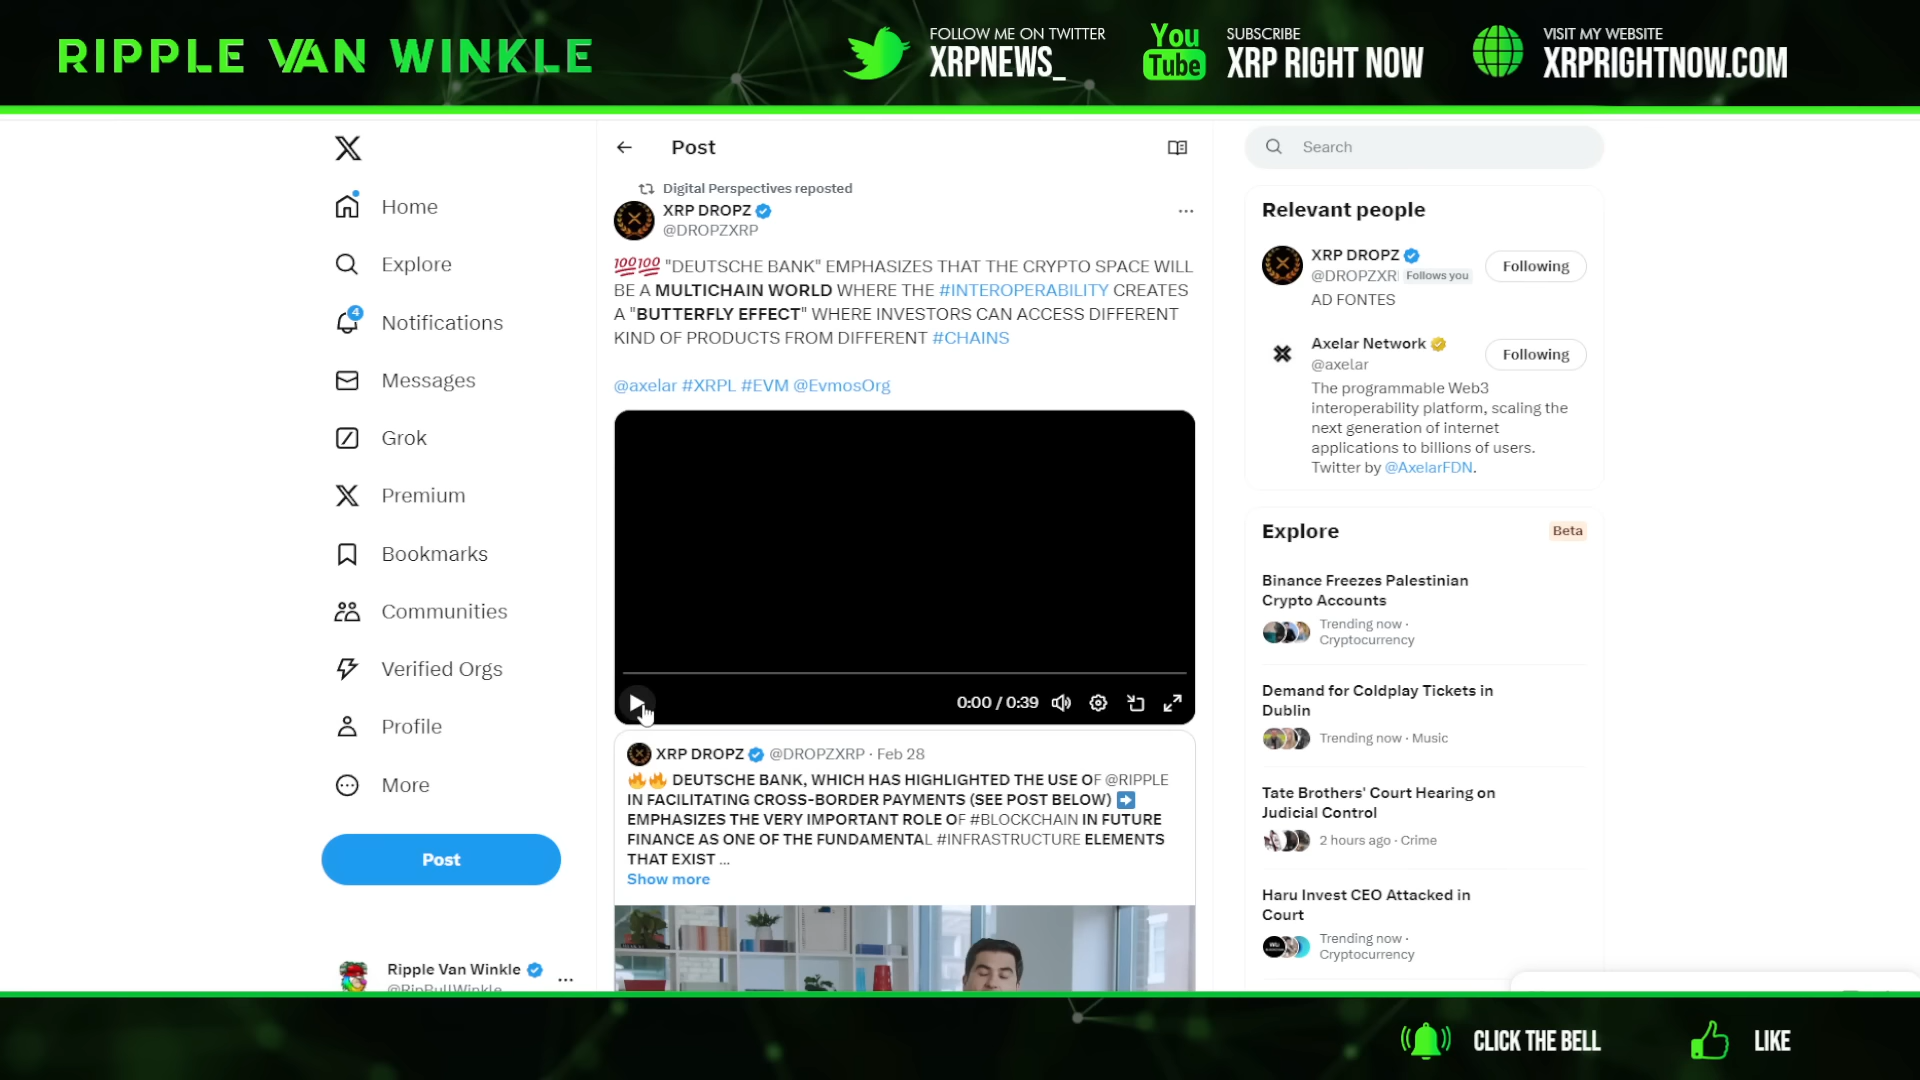 RIPPLE VAN WINKLE
FOLLOW ME ON TWITTER
XRPNEWS_
You
Tube
SUBSCRIBE
XRP RIGHT NOW
VISIT MY WEBSITE
XRPRIGHTNOW.COM
Home
Explore
4
Notifications
Messages
Grok
Premium
Bookmarks
Communities
Verified Orgs
Profile
More
Post
Ripple Van Winkle
@RipBullWinkle
Post
Digital Perspectives reposted
XRP DROPZ
@DROPZXRP
💯💯 "DEUTSCHE BANK" EMPHASIZES THAT THE CRYPTO SPACE WILL
BE A MULTICHAIN WORLD WHERE THE #INTEROPERABILITY CREATES
A "BUTTERFLY EFFECT" WHERE INVESTORS CAN ACCESS DIFFERENT
KIND OF PRODUCTS FROM DIFFERENT #CHAINS
@axelar #XRPL #EVM @EvmosOrg
0:00 / 0:39
XRP DROPZ @DROPZXRP · Feb 28
🔥🔥 DEUTSCHE BANK, WHICH HAS HIGHLIGHTED THE USE OF @RIPPLE
IN FACILITATING CROSS-BORDER PAYMENTS (SEE POST BELOW) ➡️
EMPHASIZES THE VERY IMPORTANT ROLE OF #BLOCKCHAIN IN FUTURE
FINANCE AS ONE OF THE FUNDAMENTAL #INFRASTRUCTURE ELEMENTS
THAT EXIST ...
Show more
Search
Relevant people
XRP DROPZ
@DROPZXR Follows you
Following
AD FONTES
Axelar Network
@axelar
Following
The programmable Web3
interoperability platform, scaling the
next generation of internet
applications to billions of users.
Twitter by @AxelarFDN.
Explore
Beta
Binance Freezes Palestinian
Crypto Accounts
Trending now ·
Cryptocurrency
Demand for Coldplay Tickets in
Dublin
Trending now · Music
Tate Brothers' Court Hearing on
Judicial Control
2 hours ago · Crime
Haru Invest CEO Attacked in
Court
Trending now ·
Cryptocurrency
CLICK THE BELL
LIKE